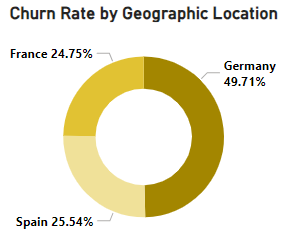 Churn Rate by Geographic Location
France 24.75%
Germany
49.71%
Spain 25.54%